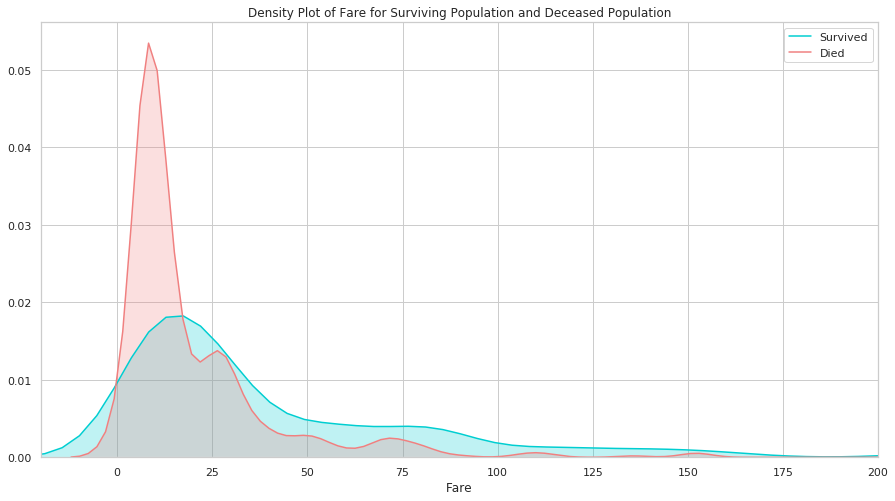 Density Plot of Fare for Surviving Population and Deceased Population
Survived
Died
0.05
0.04
0.03
0.02
0.01
0.00
0 25 50 75 100 125 150 175 200
Fare